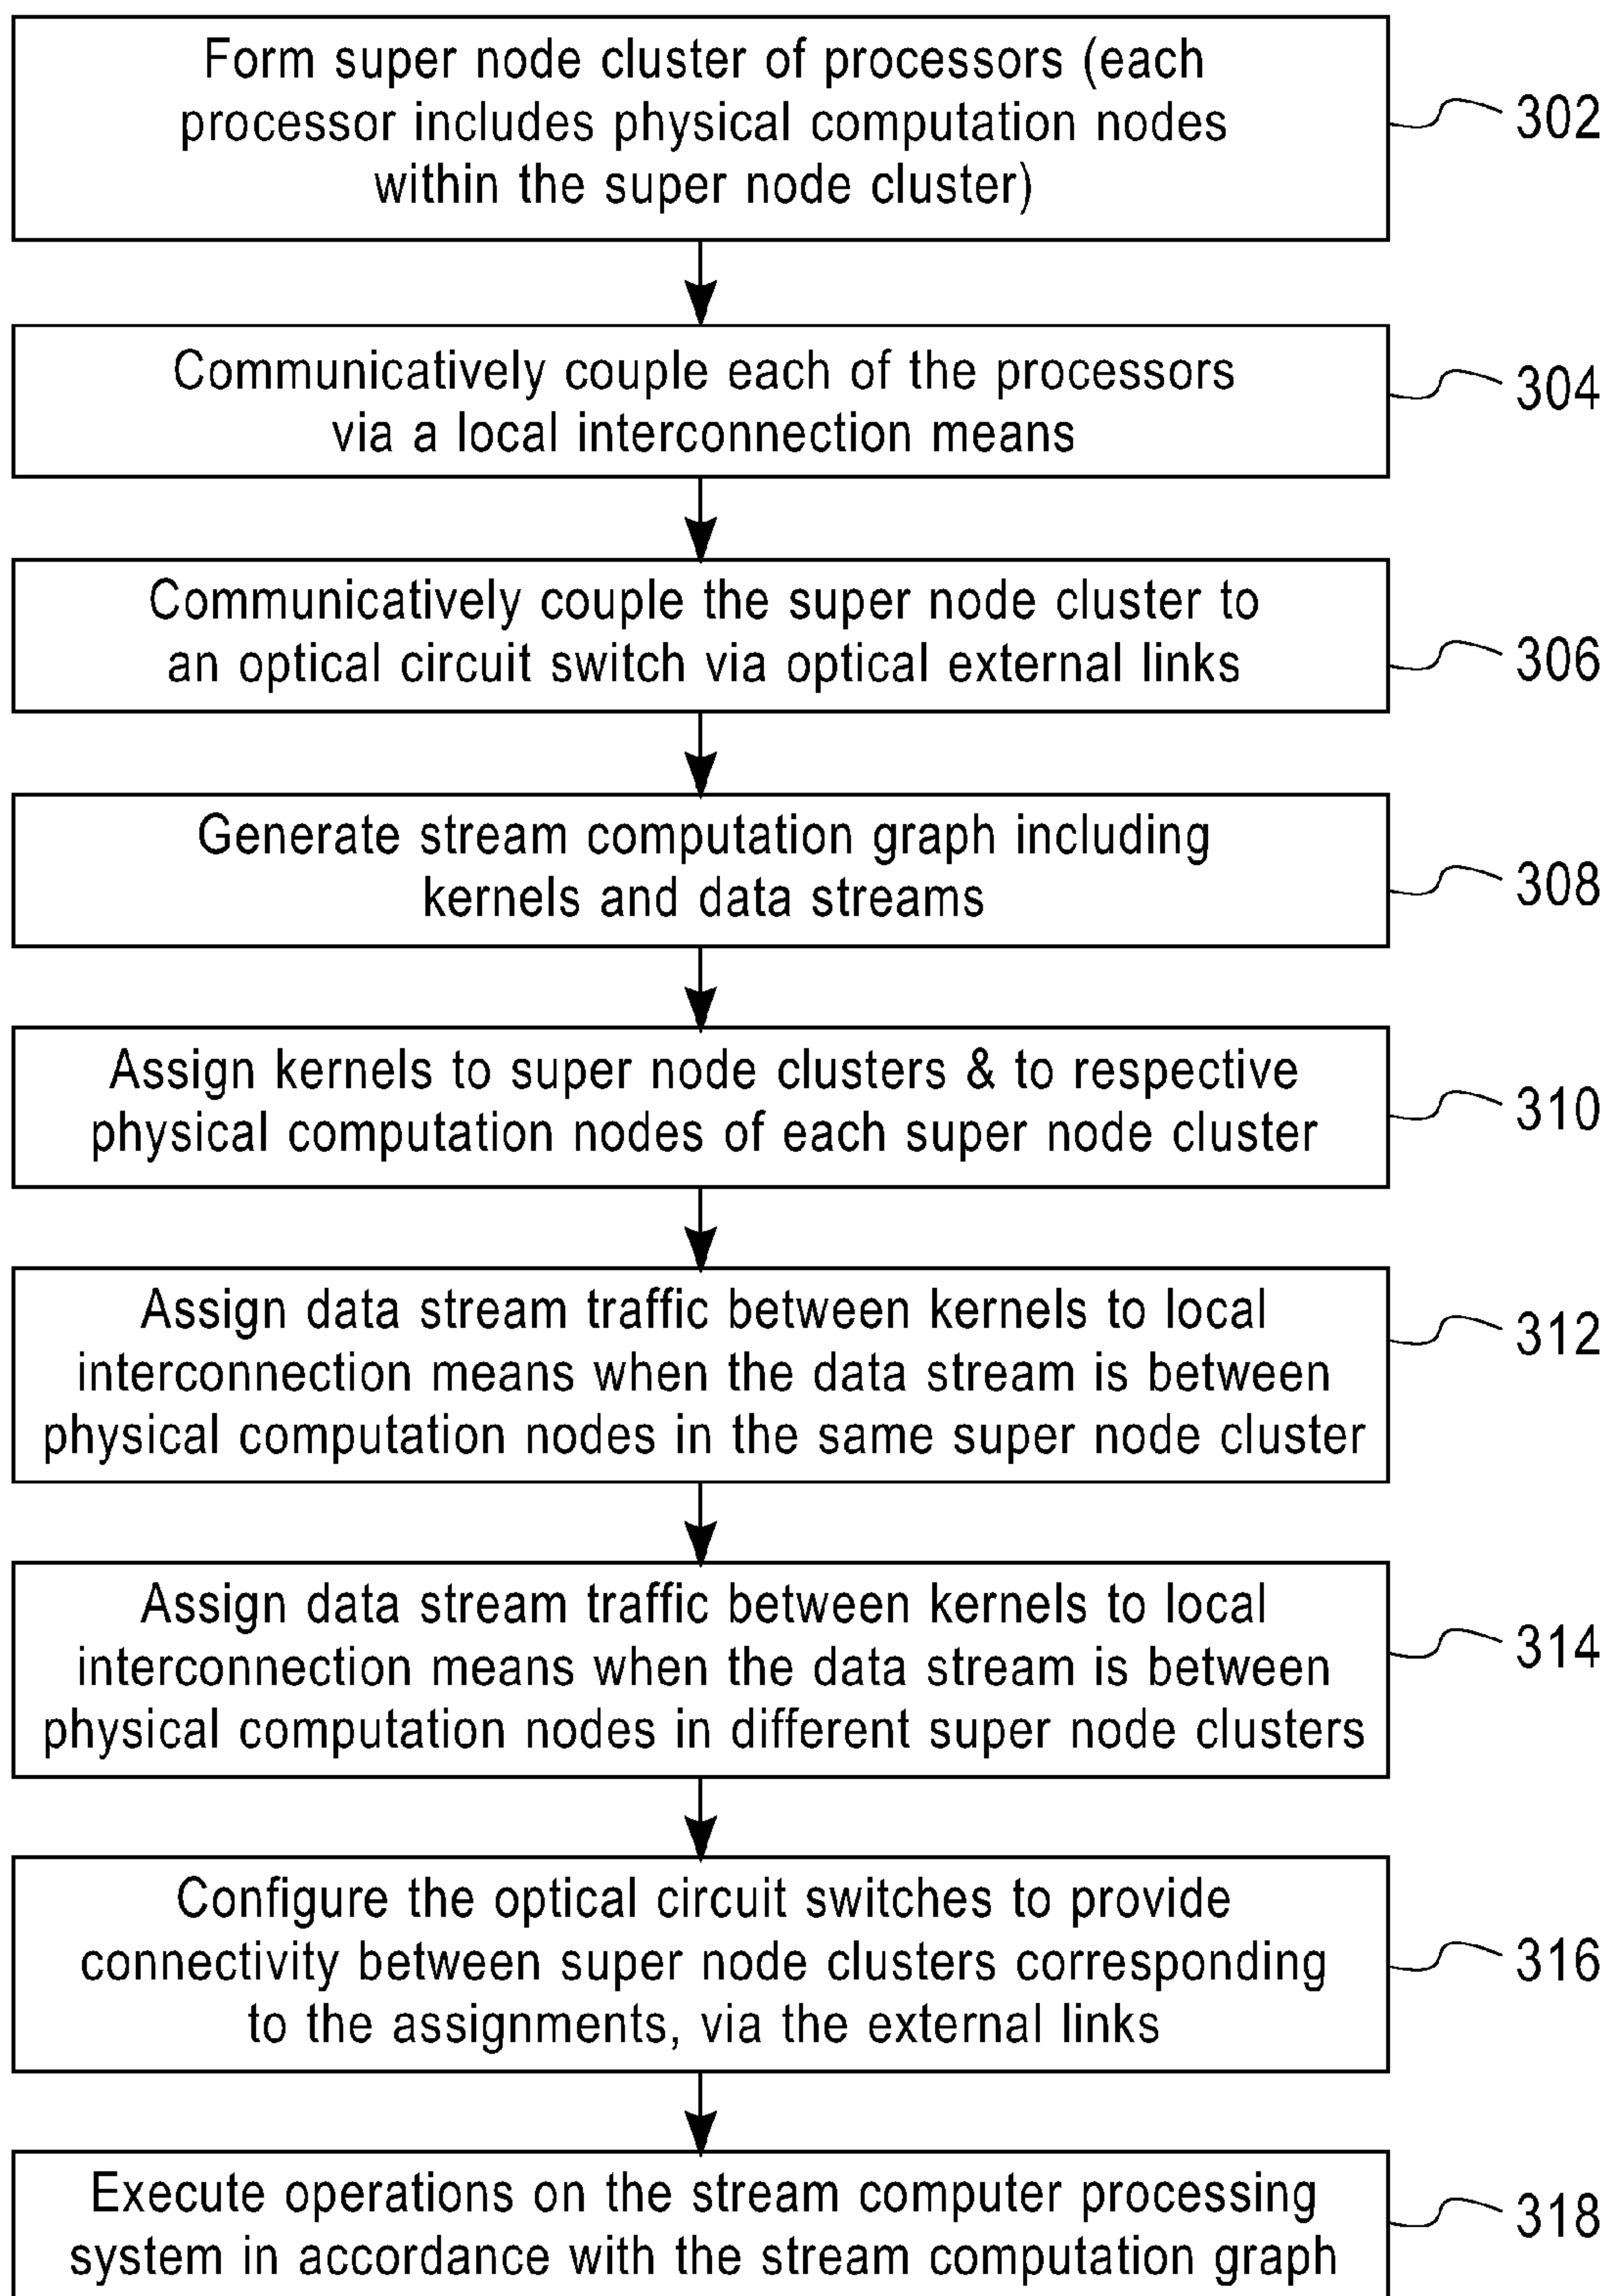 Form super node cluster of processors (each
processor includes physical computation nodes
within the super node cluster)
302
Communicatively couple each of the processors
via a local interconnection means
304
Communicatively couple the super node cluster to
an optical circuit switch via optical external links
306
Generate stream computation graph including
kernels and data streams
308
Assign kernels to super node clusters & to respective
physical computation nodes of each super node cluster
310
Assign data stream traffic between kernels to local
interconnection means when the data stream is between
physical computation nodes in the same super node cluster
312
Assign data stream traffic between kernels to local
interconnection means when the data stream is between
physical computation nodes in different super node clusters
314
Configure the optical circuit switches to provide
connectivity between super node clusters corresponding
to the assignments, via the external links
316
Execute operations on the stream computer processing
system in accordance with the stream computation graph
318